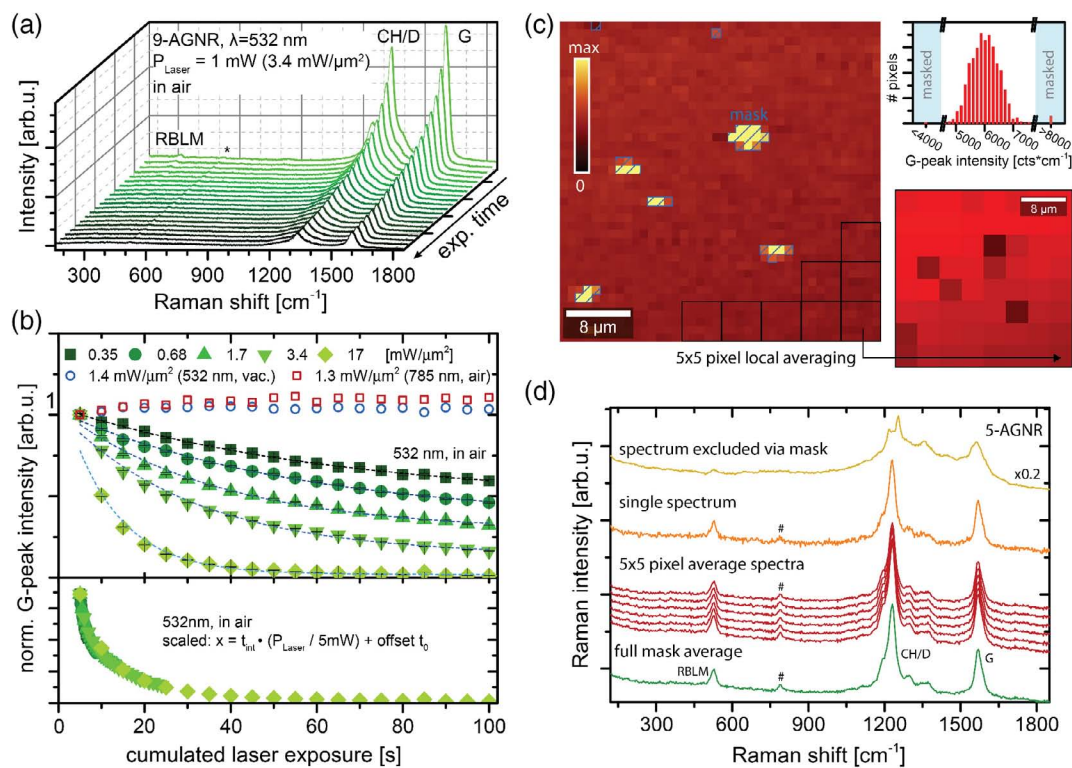 (a)
9-AGNR, λ=532 nm
P_Laser = 1 mW (3.4 mW/µm²)
in air
CH/D
G
RBLM
*
Intensity [arb.u.]
exp. time
300 600 900 1200 1500 1800
Raman shift [cm⁻¹]
(b)
0.35 0.68 1.7 3.4 17 [mW/µm²]
1.4 mW/µm² (532 nm, vac.) 1.3 mW/µm² (785 nm, air)
1
532 nm, in air
norm. G-peak intensity [arb.u.]
532nm, in air
scaled: x = t_int • (P_Laser / 5mW) + offset t₀
0 10 20 30 40 50 60 70 80 90 100
cumulated laser exposure [s]
(c)
max
0
mask
8 µm
5x5 pixel local averaging
# pixels
masked
masked
<4000 5000 6000 7000 >8000
G-peak intensity [cts*cm⁻¹]
8 µm
(d)
5-AGNR
spectrum excluded via mask
x0.2
single spectrum
#
5x5 pixel average spectra
#
full mask average
RBLM
#
CH/D
G
Raman intensity [arb.u.]
300 600 900 1200 1500 1800
Raman shift [cm⁻¹]